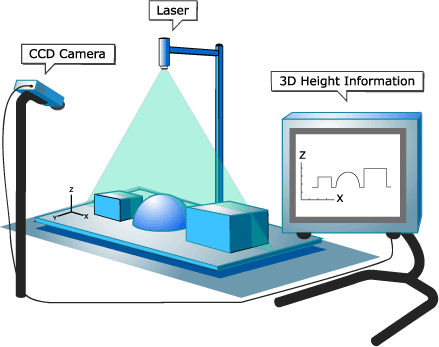 Laser
CCD Camera
3D Height Information
Z
X
Z
Y
X